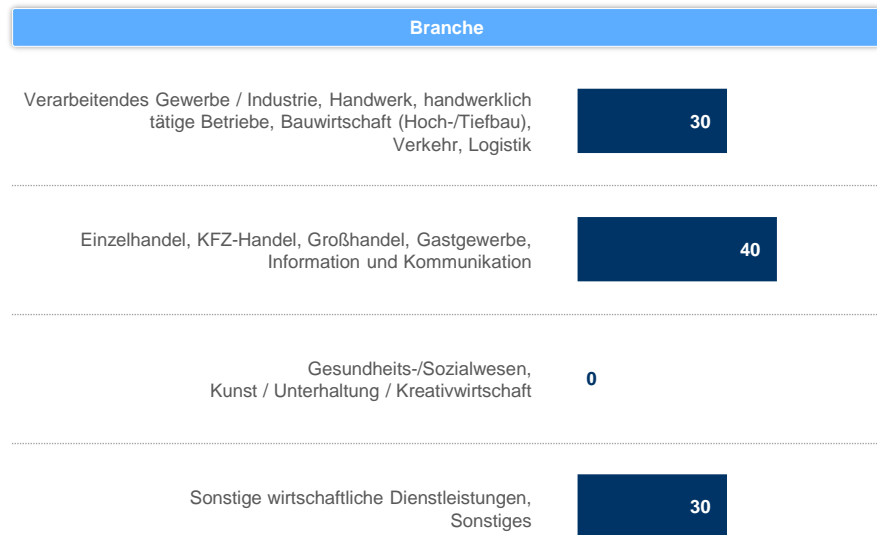 Branche
Verarbeitendes Gewerbe / Industrie, Handwerk, handwerklich
tätige Betriebe, Bauwirtschaft (Hoch-/Tiefbau),
Verkehr, Logistik
30
Einzelhandel, KFZ-Handel, Großhandel, Gastgewerbe,
Information und Kommunikation
40
Gesundheits-/Sozialwesen,
Kunst / Unterhaltung / Kreativwirtschaft
0
Sonstige wirtschaftliche Dienstleistungen,
Sonstiges
30